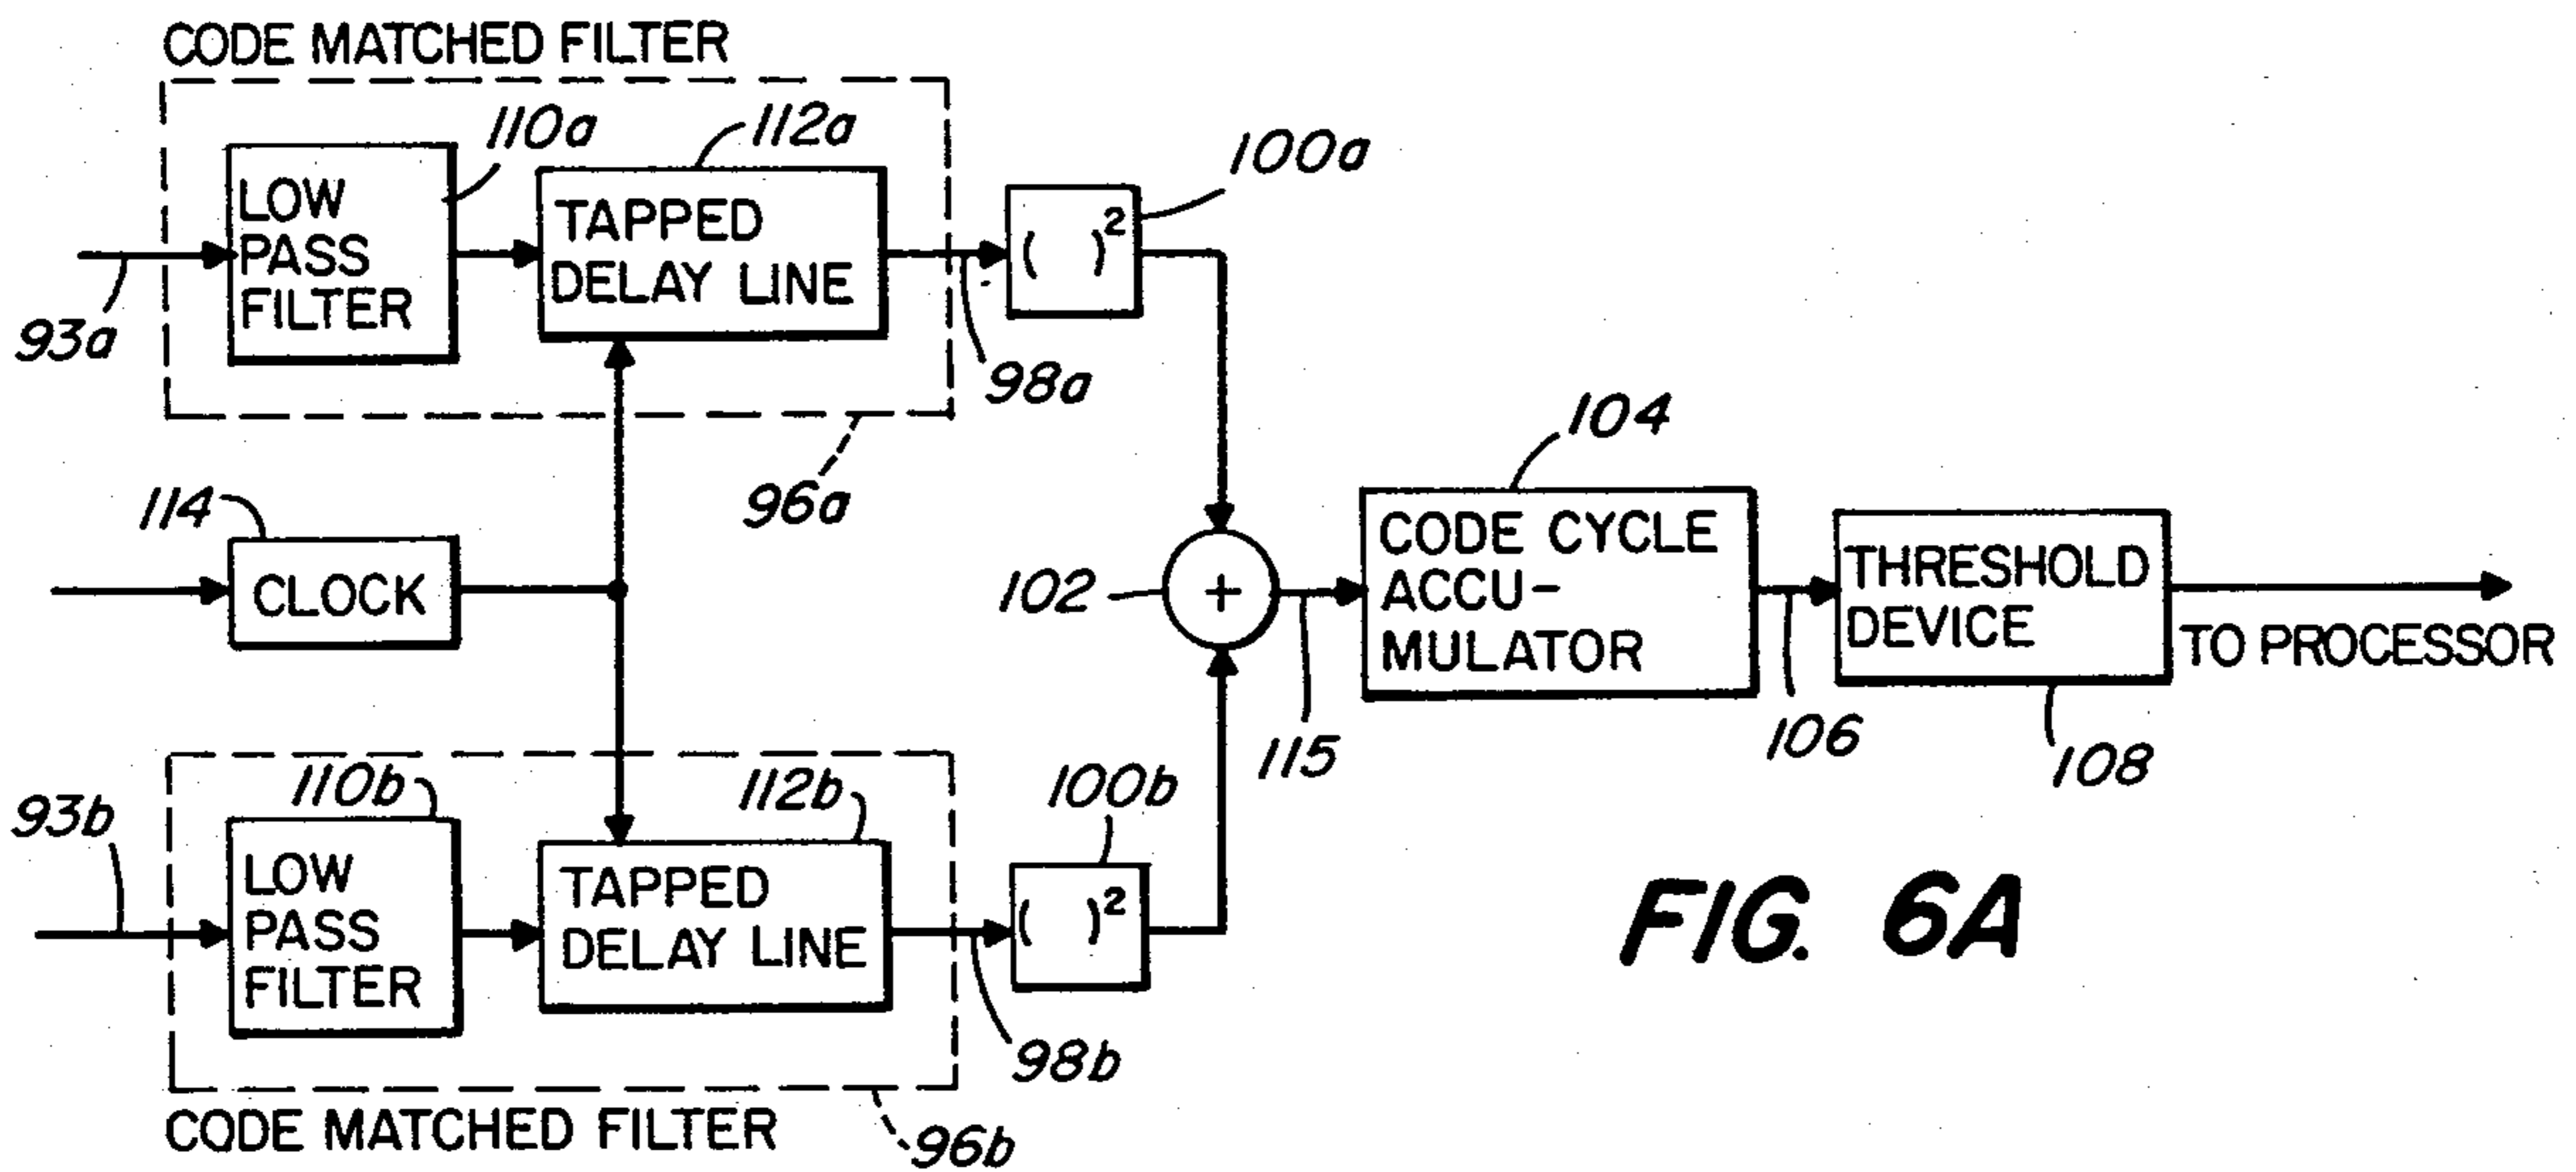 CODE MATCHED FILTER
110a
112a
100a
LOW
PASS
FILTER
TAPPED
DELAY LINE
( )²
93a
98a
96a
104
114
CLOCK
102
+
CODE CYCLE
ACCU-
MULATOR
THRESHOLD
DEVICE
TO PROCESSOR
115
106
108
93b
110b
112b
100b
LOW
PASS
FILTER
TAPPED
DELAY LINE
( )²
98b
96b
CODE MATCHED FILTER
FIG. 6A